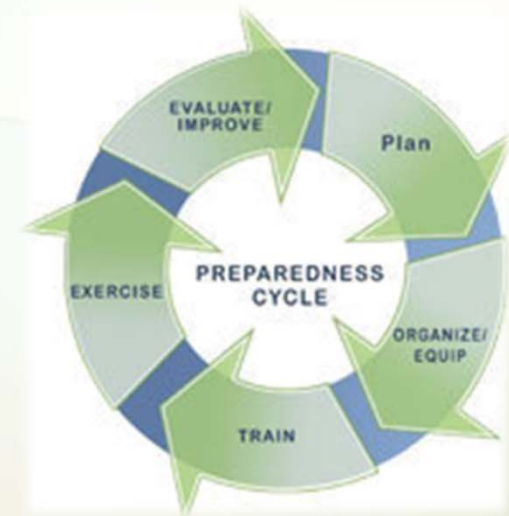 EVALUATE/
IMPROVE
Plan
PREPAREDNESS
CYCLE
ORGANIZE/
EQUIP
TRAIN
EXERCISE